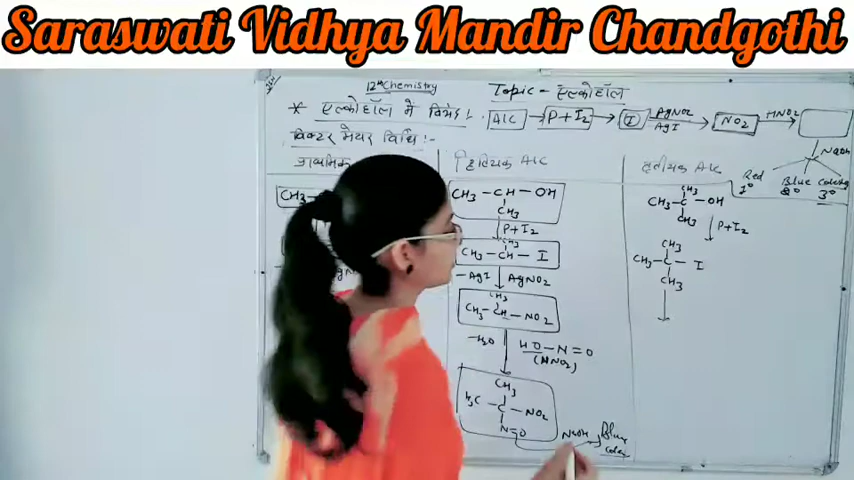 Saraswati Vidhya Mandir Chandgothi
12th Chemistry
Topic - एल्कोहॉल
* एल्कोहॉल में विभेद :
विक्टर मेयर विधि :-
Alc → P+I2 → I AgNO2 AgI → NO2 HNO2 →
NaOH
Red Blue Colourless
1° 2° 3°
प्राथमिक
द्वितीयक Alc
तृतीयक Alc
CH3
CH3 - CH - OH
CH3
P+I2
CH3
CH3 - CH - I
-AgI AgNO2
CH3
CH3 - CH - NO2
-H2O HO-N=O
(HNO2)
CH3
H3C - C - NO2
N=O
NaOH Blue
Color
CH3
CH3 - C - OH
CH3
P+I2
CH3
CH3 - C - I
CH3